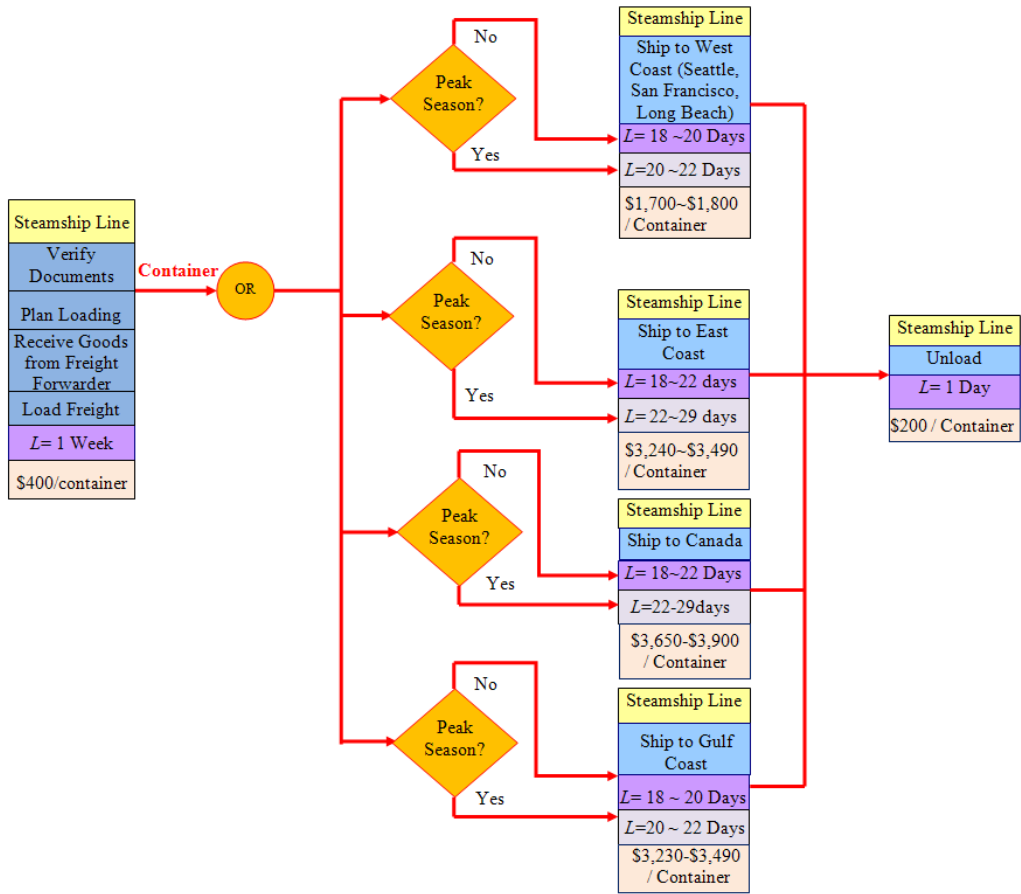 Steamship Line
Verify
Documents
Plan Loading
Receive Goods
from Freight
Forwarder
Load Freight
L= 1 Week
$400/container
Container
OR
Peak
Season?
No
Yes
Steamship Line
Ship to West
Coast (Seattle,
San Francisco,
Long Beach)
L= 18 ~20 Days
L=20 ~22 Days
$1,700~$1,800
/ Container
Peak
Season?
No
Yes
Steamship Line
Ship to East
Coast
L= 18~22 days
L=22~29 days
$3,240~$3,490
/ Container
Peak
Season?
No
Yes
Steamship Line
Ship to Canada
L= 18~22 Days
L=22-29days
$3,650-$3,900
/ Container
Peak
Season?
No
Yes
Steamship Line
Ship to Gulf
Coast
L= 18 ~ 20 Days
L=20 ~ 22 Days
$3,230-$3,490
/ Container
Steamship Line
Unload
L= 1 Day
$200 / Container